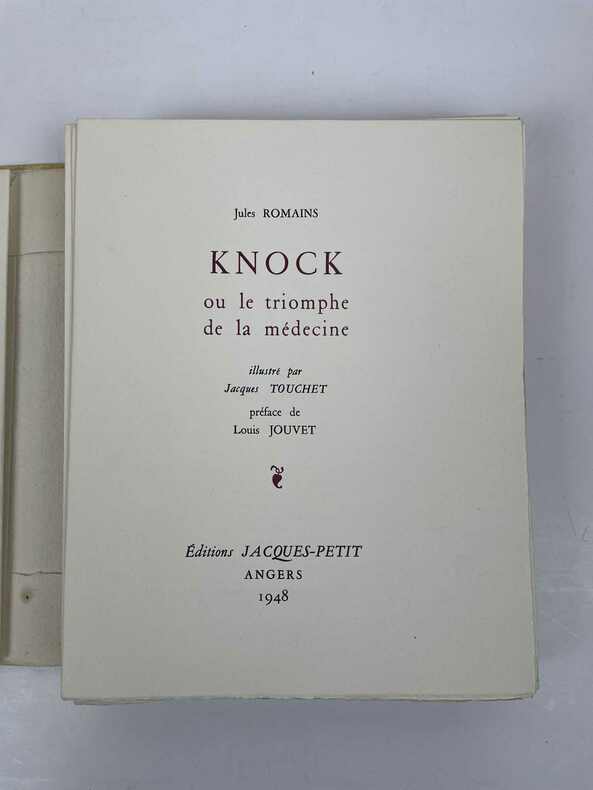 Jules ROMAINS
KNOCK
ou le triomphe
de la médecine
illustré par
Jacques TOUCHET
préface de
Louis JOUVET
Éditions JACQUES-PETIT
ANGERS
1948